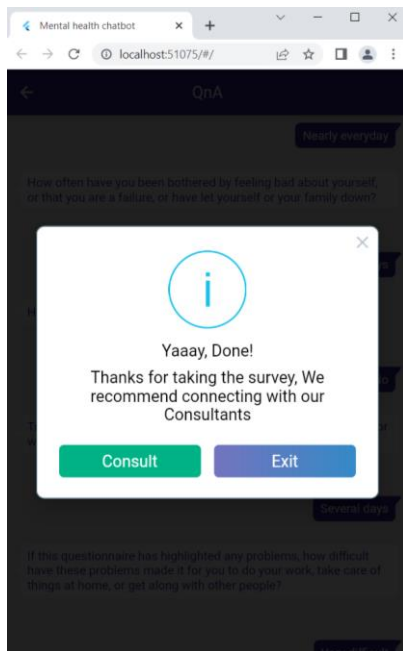 Mental health chatbot
localhost:51075/#/
QnA
Nearly everyday
How often have you been bothered by feeling bad about yourself,
or that you are a failure, or have let yourself or your family down?
Yaaay, Done!
Thanks for taking the survey, We
recommend connecting with our
Consultants
Consult
Exit
Several days
If this questionnaire has highlighted any problems, how difficult
have these problems made it for you to do your work, take care of
things at home, or get along with other people?